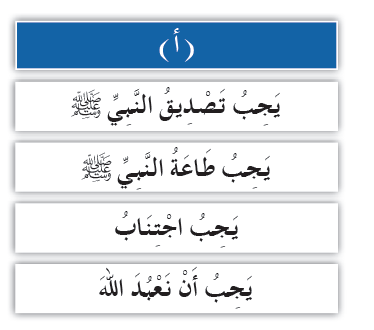 (أ)
يَجِبُ تَصْدِيقُ النَّبِيِّ ﷺ
يَجِبُ طَاعَةُ النَّبِيِّ ﷺ
يَجِبُ اجْتِنَابُ
يَجِبُ أَنْ نَعْبُدَ اللهَ